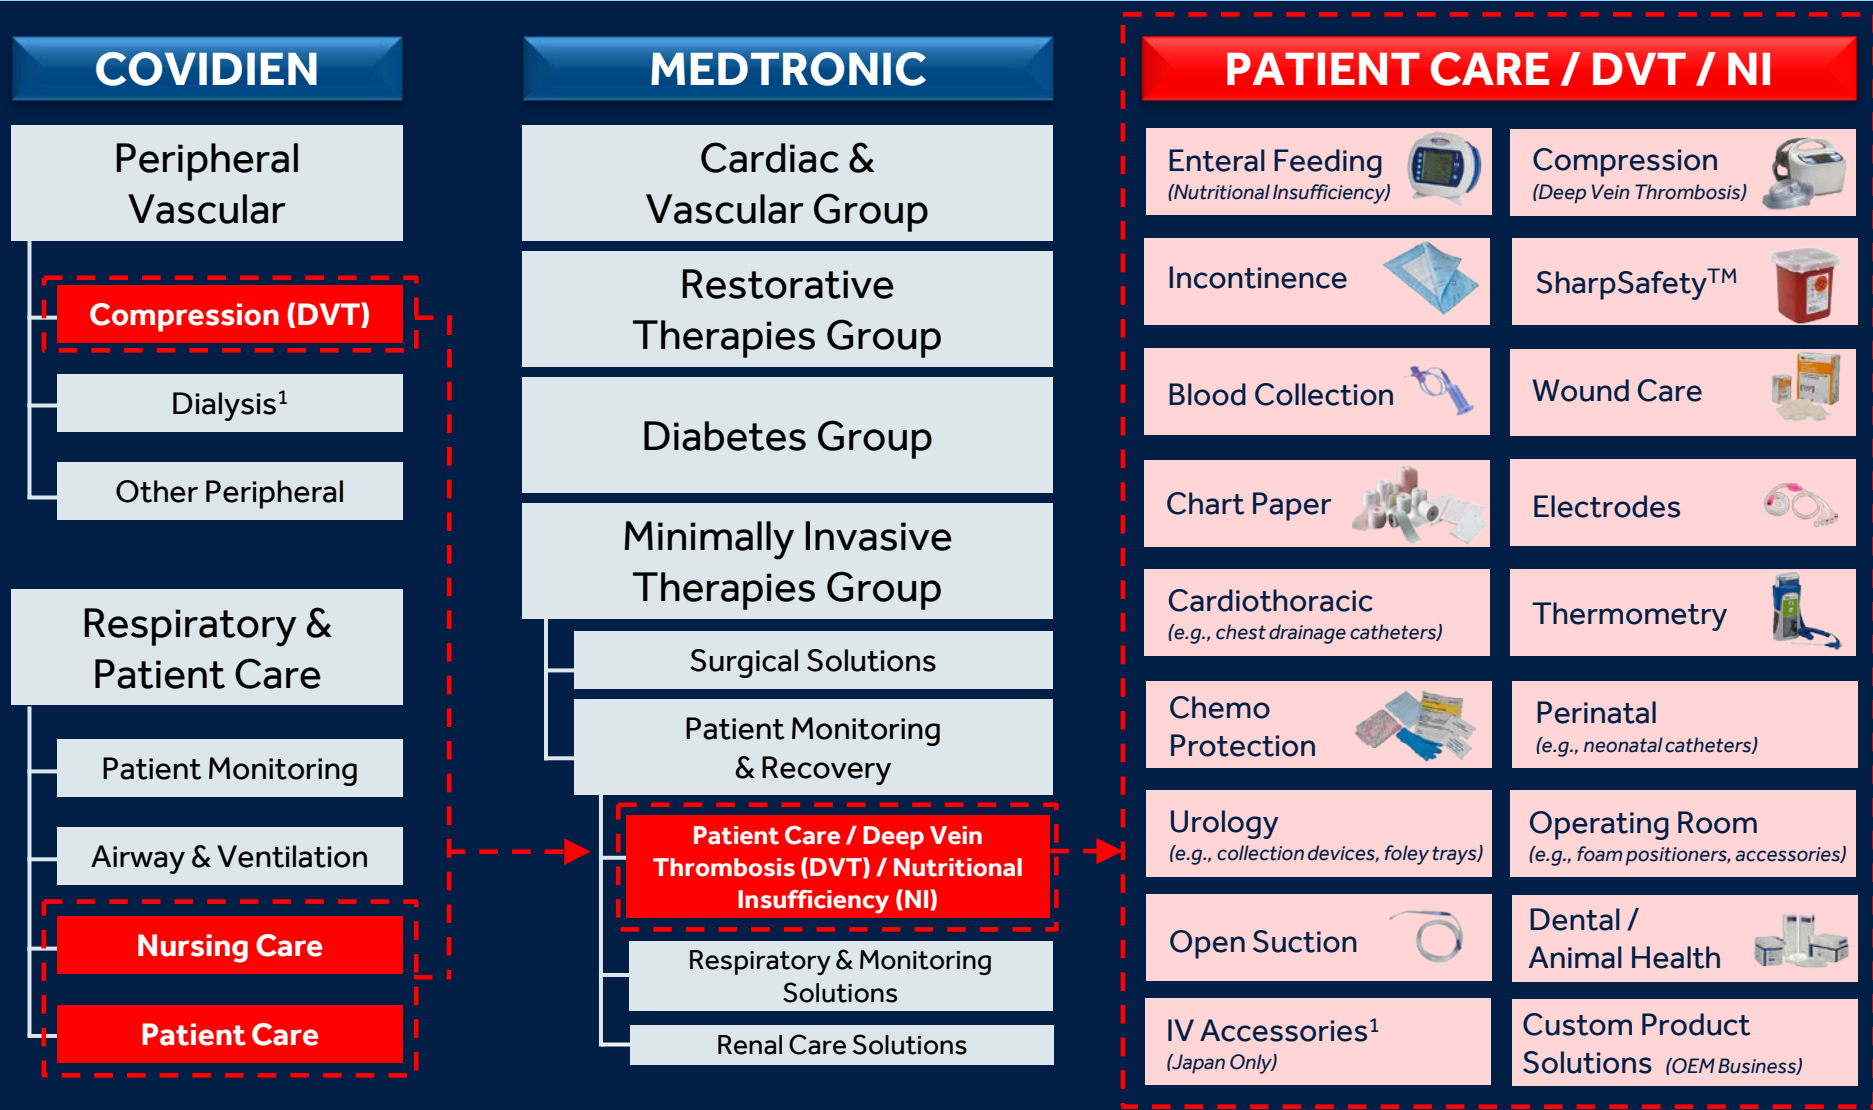 COVIDIEN
Peripheral
Vascular
Compression (DVT)
Dialysis¹
Other Peripheral
Respiratory &
Patient Care
Patient Monitoring
Airway & Ventilation
Nursing Care
Patient Care
MEDTRONIC
Cardiac &
Vascular Group
Restorative
Therapies Group
Diabetes Group
Minimally Invasive
Therapies Group
Surgical Solutions
Patient Monitoring
& Recovery
Patient Care / Deep Vein
Thrombosis (DVT) / Nutritional
Insufficiency (NI)
Respiratory & Monitoring
Solutions
Renal Care Solutions
PATIENT CARE / DVT / NI
Enteral Feeding
(Nutritional Insufficiency)
Compression
(Deep Vein Thrombosis)
Incontinence
SharpSafety™
Blood Collection
Wound Care
Chart Paper
Electrodes
Cardiothoracic
(e.g., chest drainage catheters)
Thermometry
Chemo
Protection
Perinatal
(e.g., neonatal catheters)
Urology
(e.g., collection devices, foley trays)
Operating Room
(e.g., foam positioners, accessories)
Open Suction
Dental /
Animal Health
IV Accessories¹
(Japan Only)
Custom Product
Solutions (OEM Business)